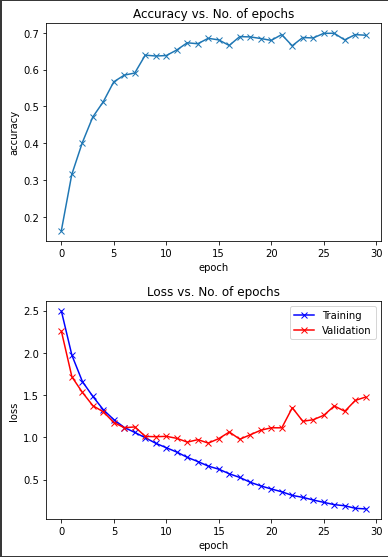 Accuracy vs. No. of epochs
0.7
0.6
0.5
0.4
0.3
0.2
accuracy
0 5 10 15 20 25 30
epoch
Loss vs. No. of epochs
2.5
2.0
1.5
1.0
0.5
loss
Training
Validation
0 5 10 15 20 25 30
epoch